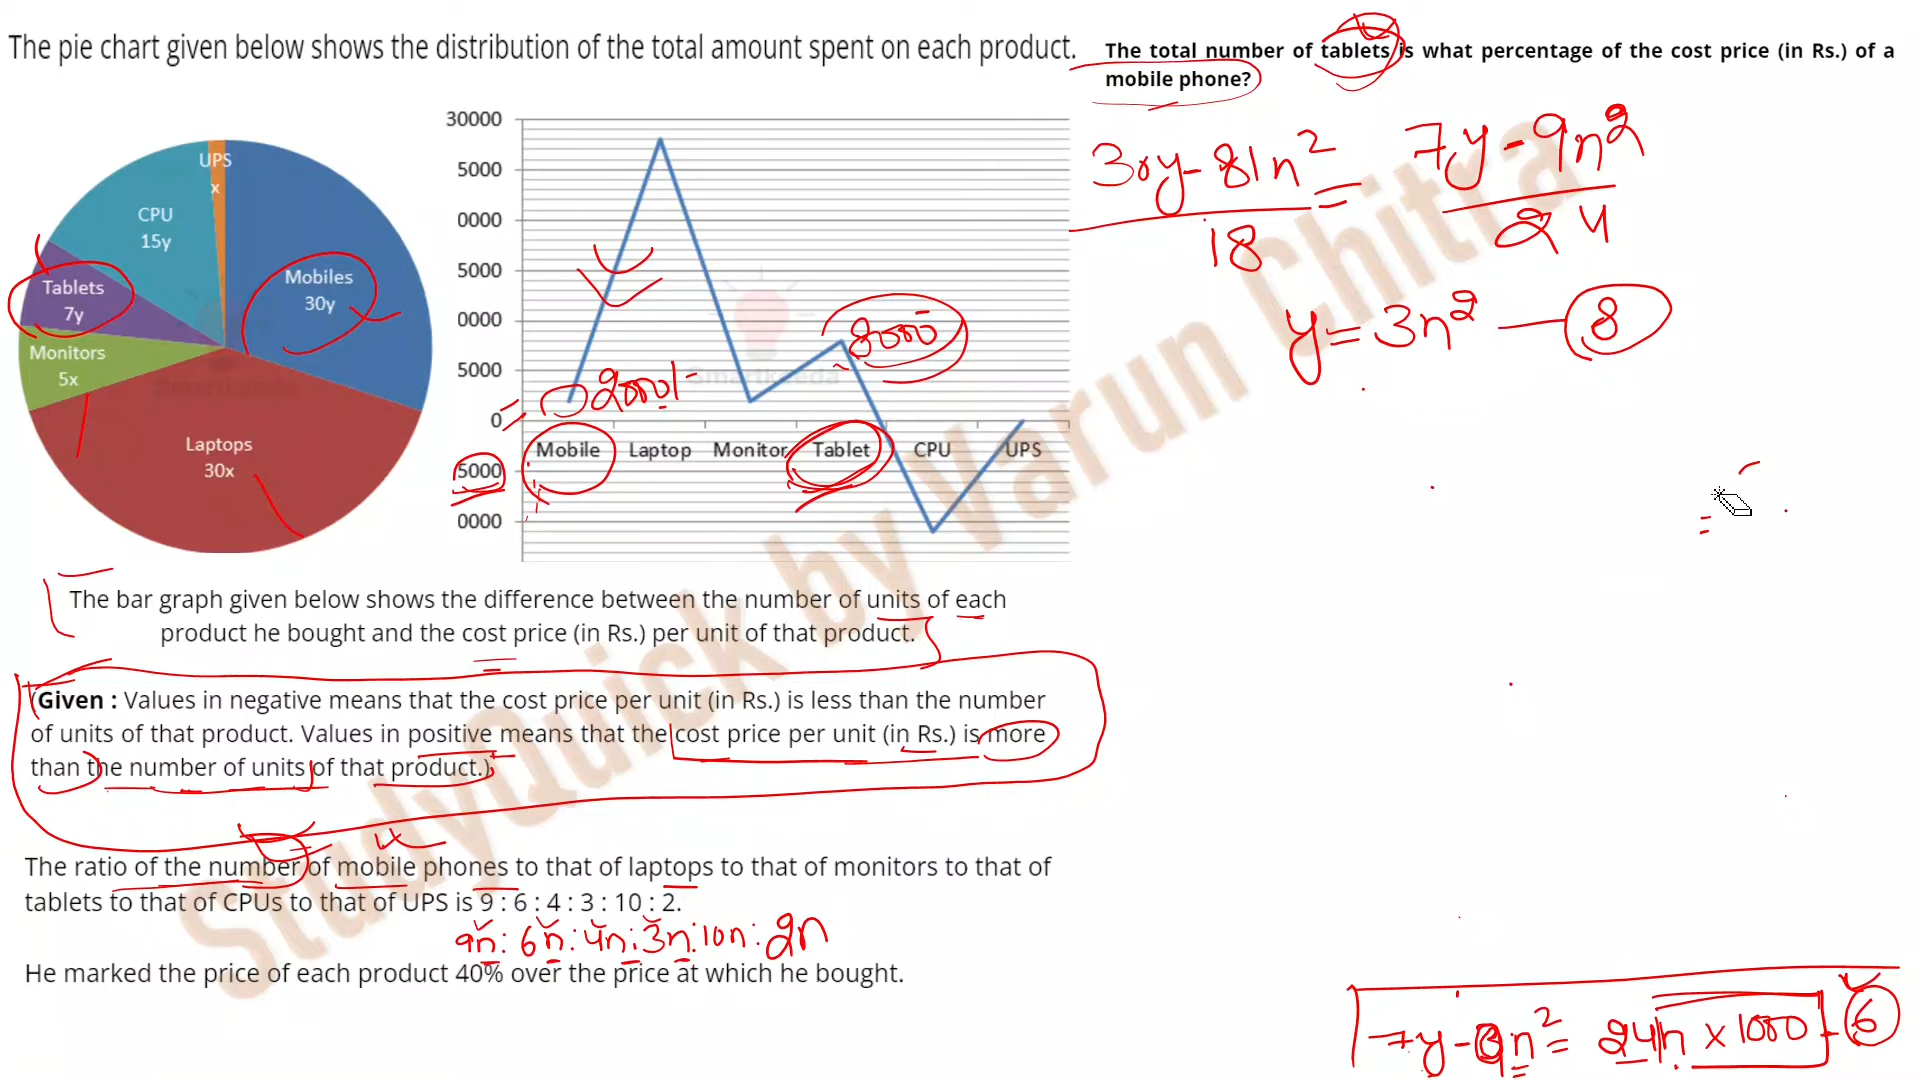 The pie chart given below shows the distribution of the total amount spent on each product.
The total number of tablets is what percentage of the cost price (in Rs.) of a
mobile phone?
UPS
x
CPU
15y
Mobiles
30y
Tablets
7y
Monitors
5x
Laptops
30x
30000
5000
0000
5000
0000
5000
0
5000
0000
Mobile Laptop Monitor Tablet CPU UPS
2000/-
8000
Smartkeeda
30y - 81n² = 7y - 9n²
18 24
y = 3n² — 8
The bar graph given below shows the difference between the number of units of each
product he bought and the cost price (in Rs.) per unit of that product.
(Given : Values in negative means that the cost price per unit (in Rs.) is less than the number
of units of that product. Values in positive means that the cost price per unit (in Rs.) is more
than the number of units of that product.)
The ratio of the number of mobile phones to that of laptops to that of monitors to that of
tablets to that of CPUs to that of UPS is 9 : 6 : 4 : 3 : 10 : 2.
9n : 6n : 4n : 3n : 10n : 2n
He marked the price of each product 40% over the price at which he bought.
7y - 9n² = 24n × 1000 - 6
StudyQuick by Varun Chitra